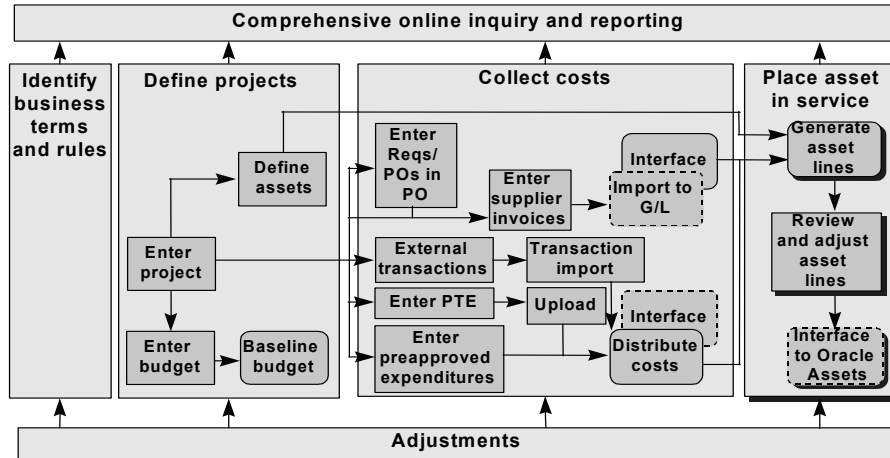 Comprehensive online inquiry and reporting
Identify
business
terms
and rules
Define projects
Define
assets
Enter
project
Enter
budget
Baseline
budget
Collect costs
Enter
Reqs/
POs in
PO
Enter
supplier
invoices
Interface
Import to
G/L
External
transactions
Transaction
import
Enter PTE
Upload
Interface
Enter
preapproved
expenditures
Distribute
costs
Place asset
in service
Generate
asset
lines
Review
and adjust
asset
lines
Interface
to Oracle
Assets
Adjustments